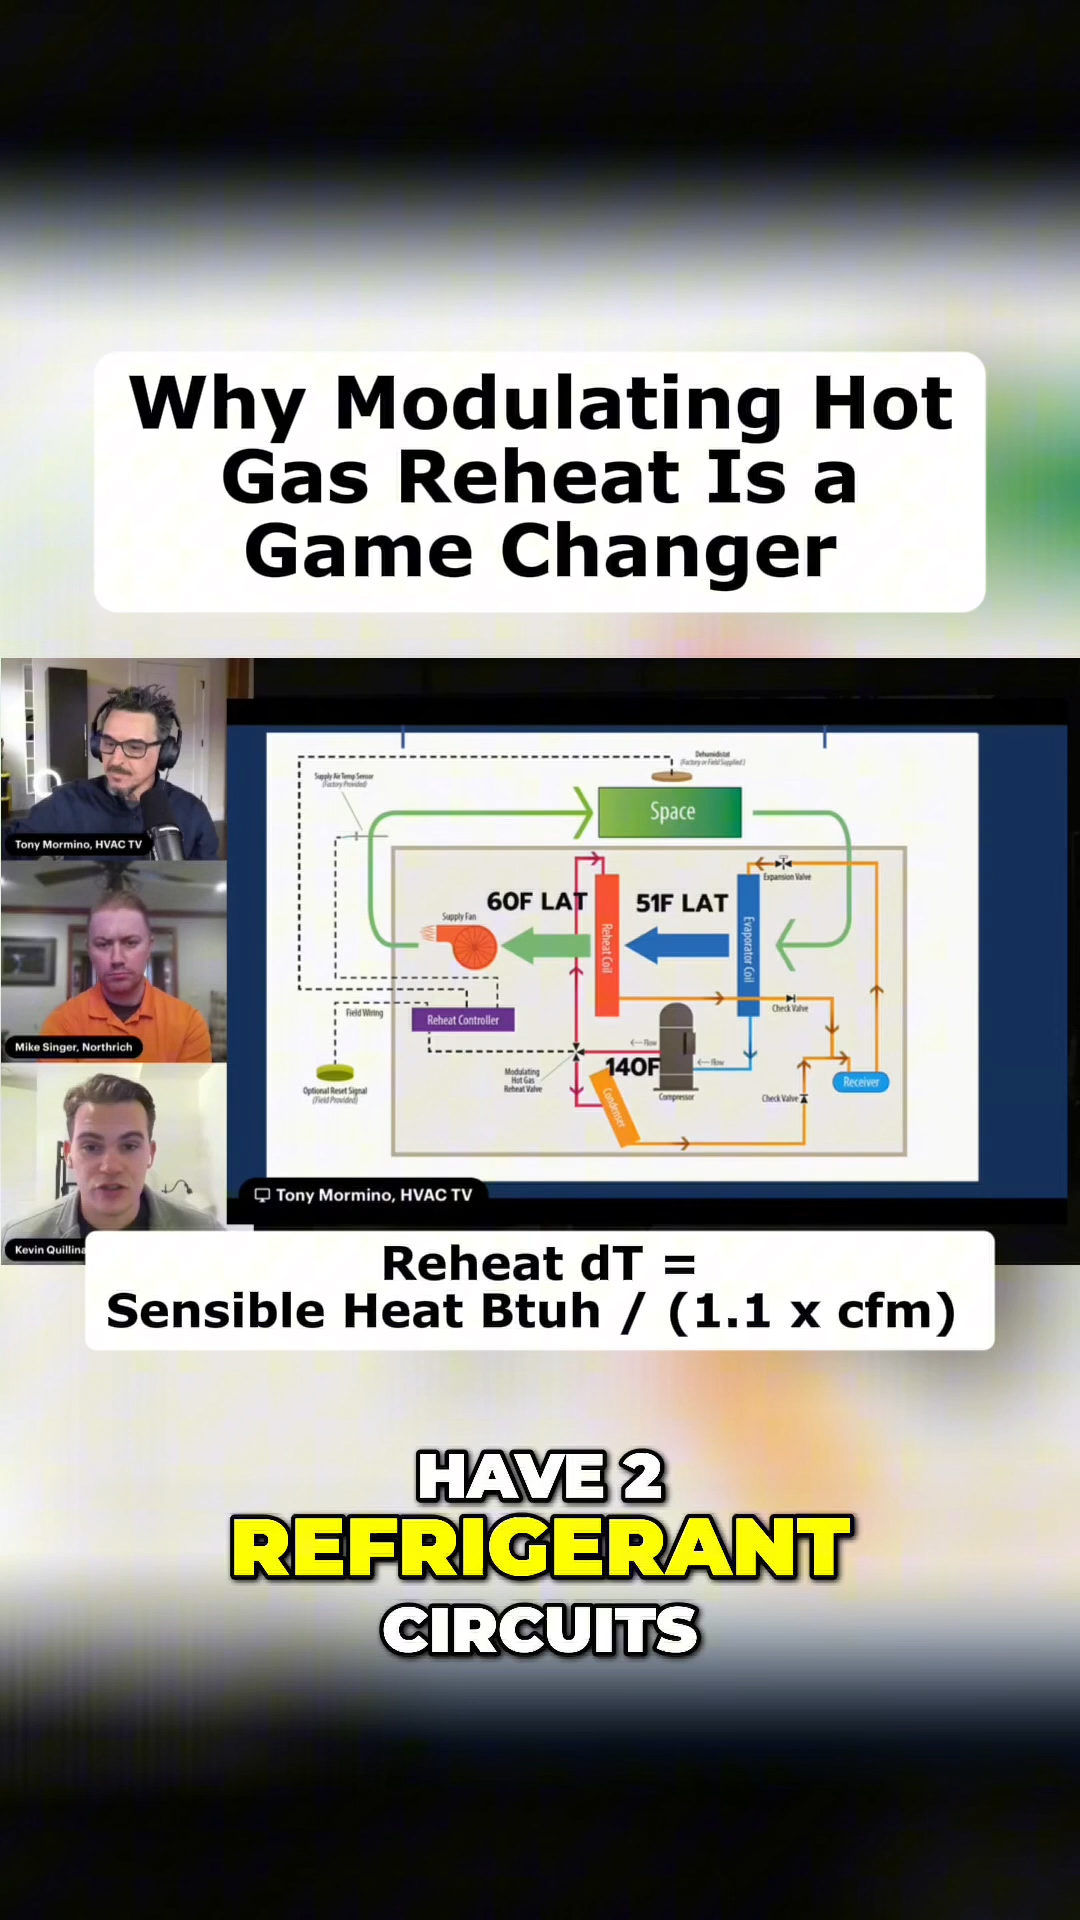 Why Modulating Hot
Gas Reheat Is a
Game Changer
Tony Mormino, HVAC TV
Mike Singer, Northrich
Kevin Quillina
Dehumidistat
(Factory or Field Supplied)
Supply Air Temp Sensor
(Factory Provided)
Space
Expansion Valve
60F LAT
51F LAT
Supply Fan
Reheat Coil
Evaporator Coil
Check Valve
Field Wiring
Reheat Controller
Flow
140F
Flow
Modulating
Hot Gas
Reheat Valve
Condenser
Compressor
Receiver
Check Valve
Optional Reset Signal
(Field Provided)
Tony Mormino, HVAC TV
Reheat dT =
Sensible Heat Btuh / (1.1 x cfm)
HAVE 2
REFRIGERANT
CIRCUITS